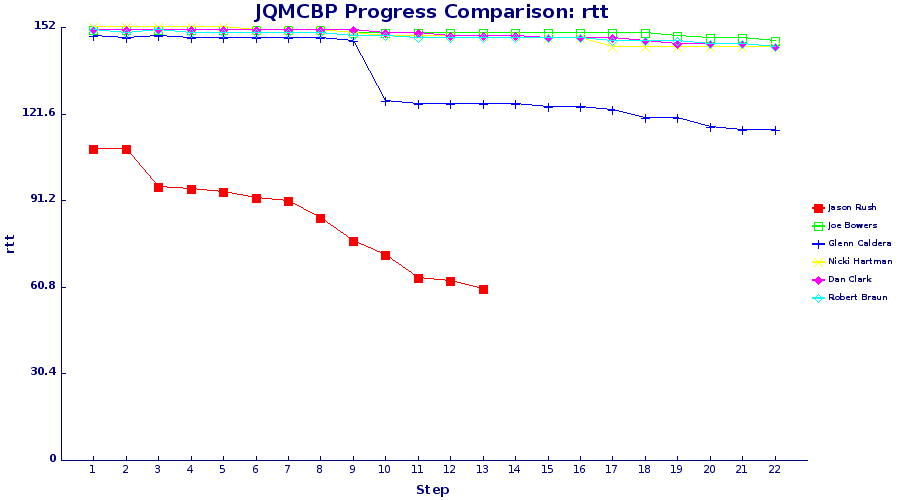 JQMCBP Progress Comparison: rtt
152
121.6
91.2
60.8
30.4
0
rtt
1 2 3 4 5 6 7 8 9 10 11 12 13 14 15 16 17 18 19 20 21 22
Step
Jason Rush
Joe Bowers
Glenn Caldera
Nicki Hartman
Dan Clark
Robert Braun